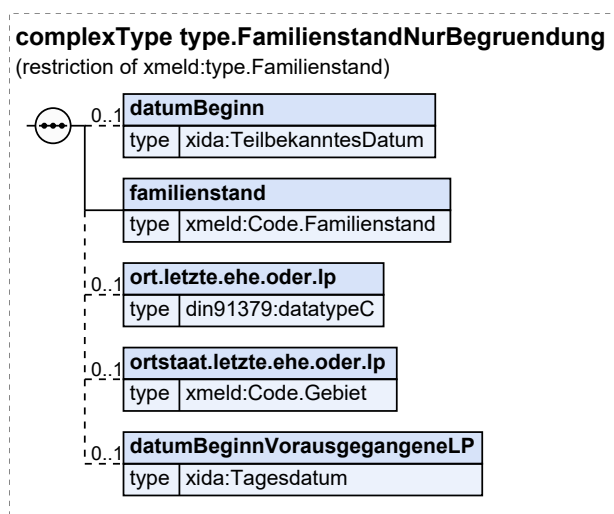 complexType type.FamilienstandNurBegruendung
(restriction of xmeld:type.Familienstand)
0..1 datumBeginn
type xida:TeilbekanntesDatum
familienstand
type xmeld:Code.Familienstand
0..1 ort.letzte.ehe.oder.lp
type din91379:datatypeC
0..1 ortstaat.letzte.ehe.oder.lp
type xmeld:Code.Gebiet
0..1 datumBeginnVorausgegangeneLP
type xida:Tagesdatum